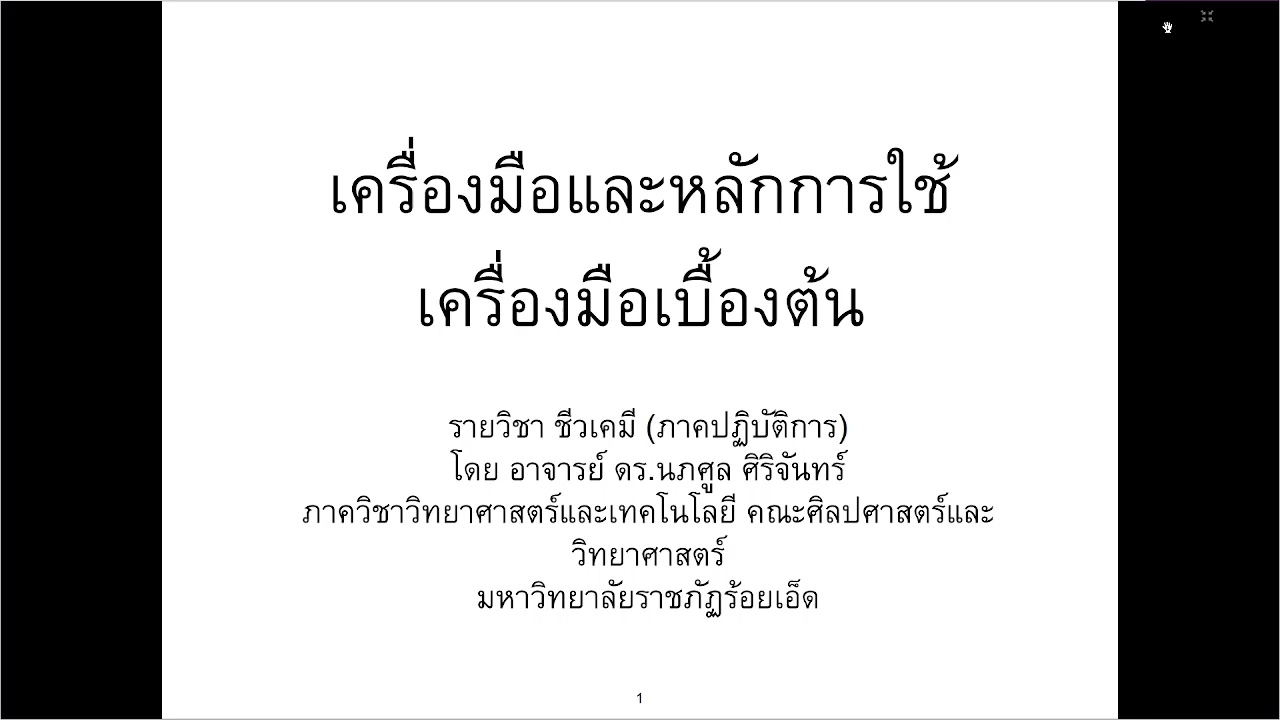 เครื่องมือและหลักการใช้
เครื่องมือเบื้องต้น
รายวิชา ชีวเคมี (ภาคปฏิบัติการ)
โดย อาจารย์ ดร.นภศูล ศิริจันทร์
ภาควิชาวิทยาศาสตร์และเทคโนโลยี คณะศิลปศาสตร์และ
วิทยาศาสตร์
มหาวิทยาลัยราชภัฏร้อยเอ็ด
1